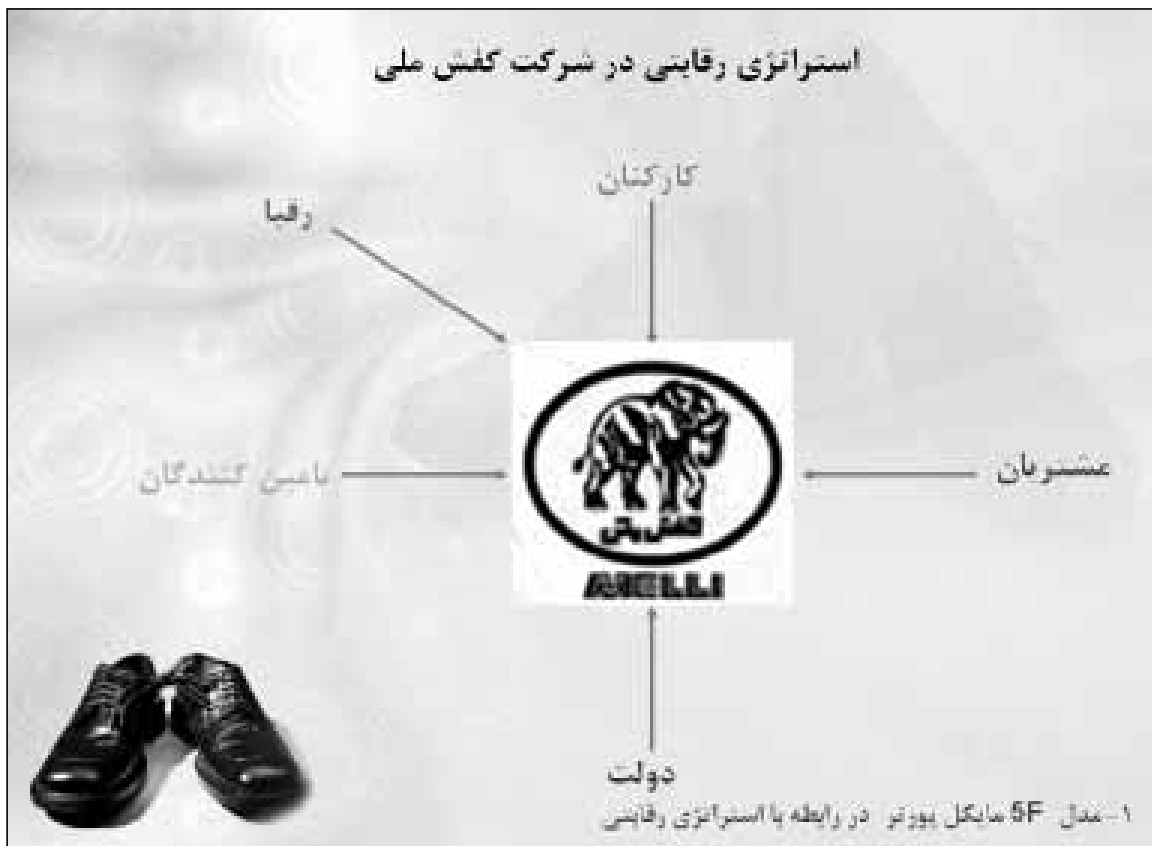 استراتژی رقابتی در شرکت کفش ملی
کارکنان
رقبا
مشتریان
تامین کنندگان
کفش ملی
MELLI
دولت
۱- مدل 5F مایکل پورتر در رابطه با استراتژی رقابتی